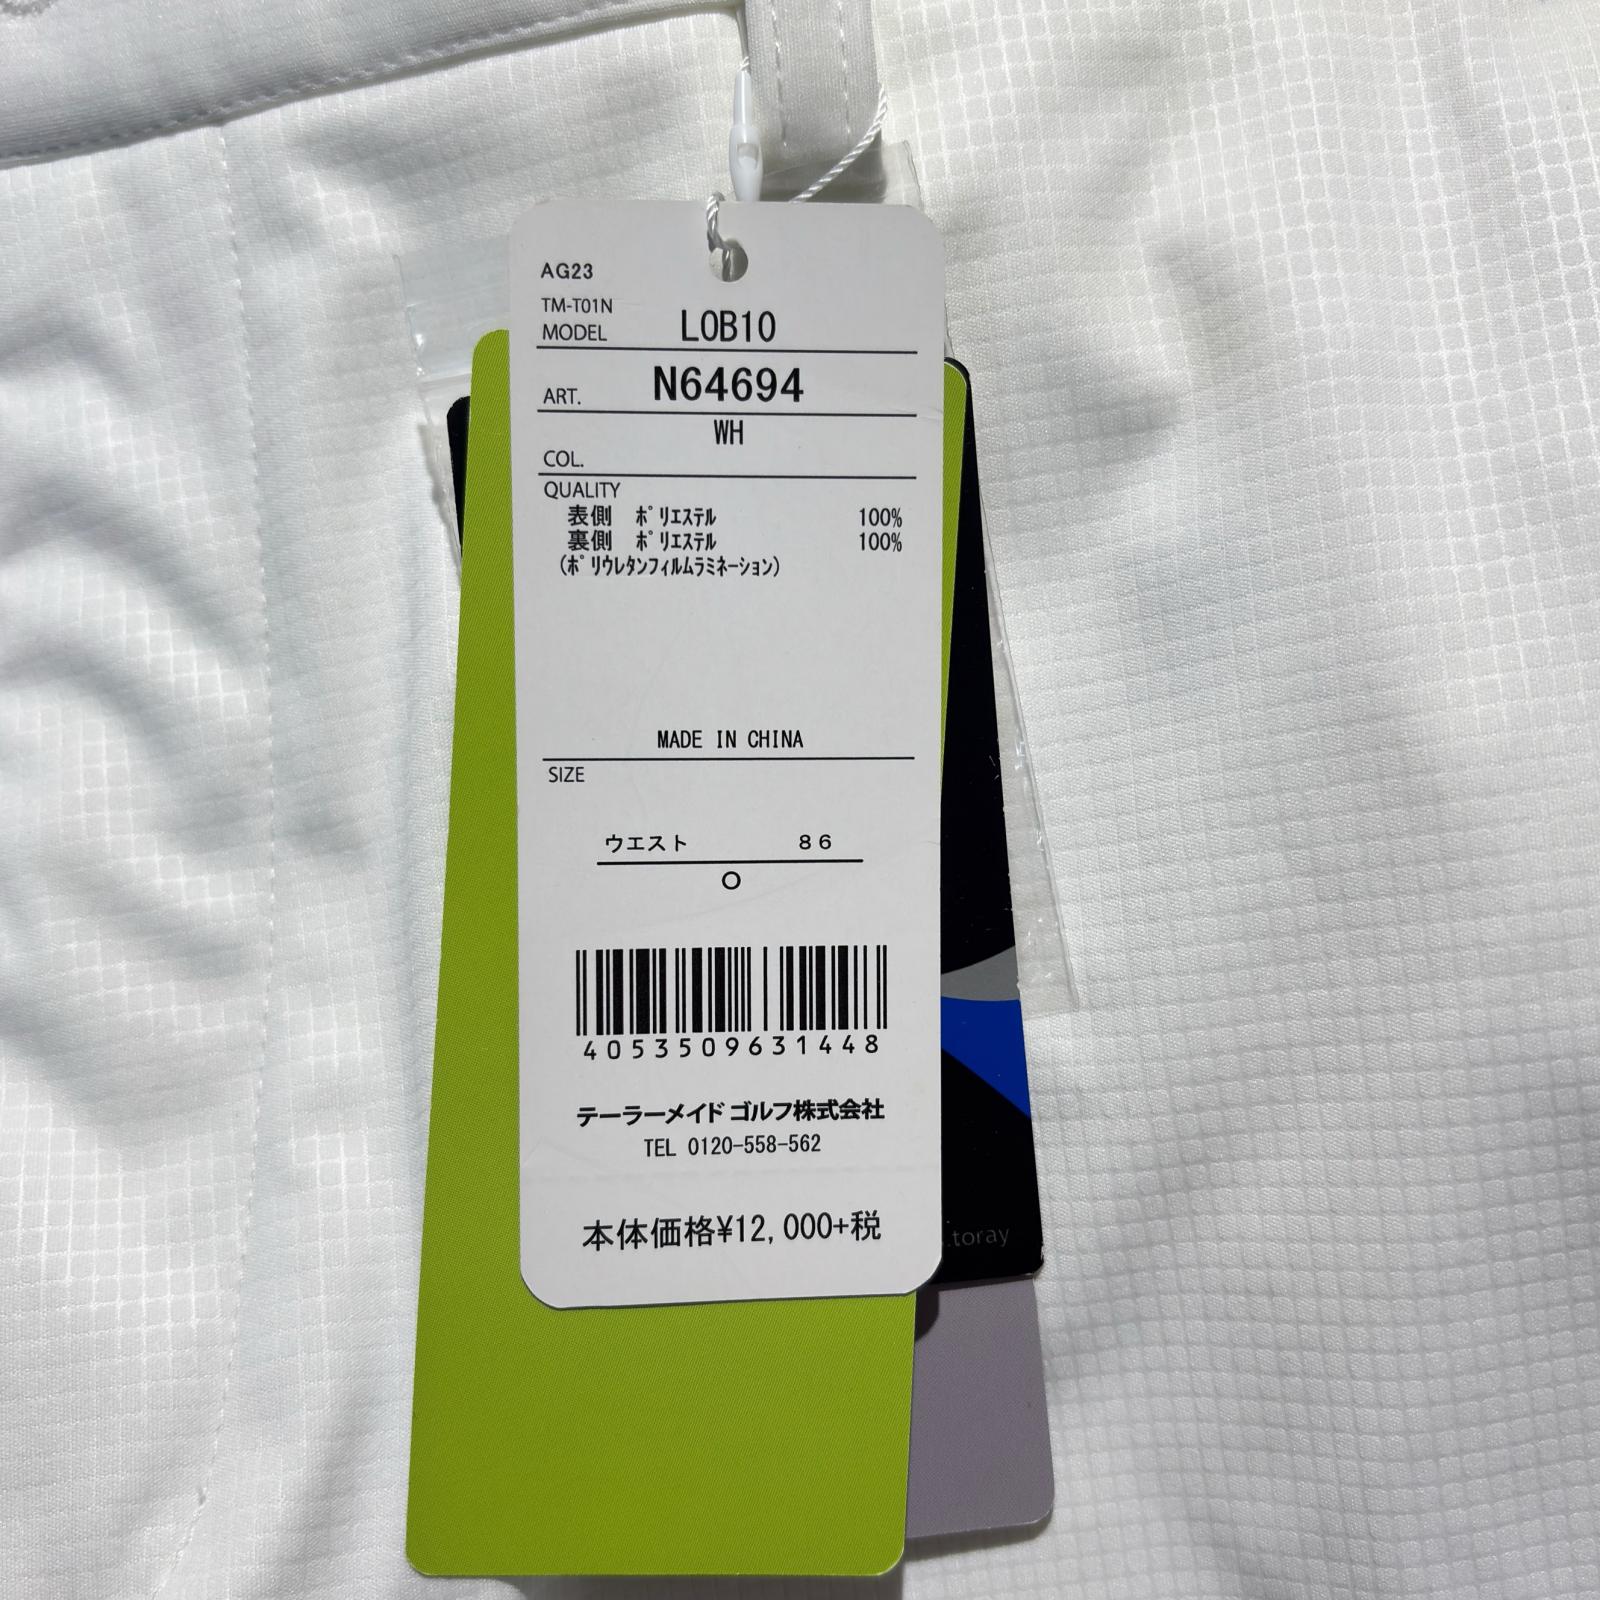 AG23
TM-T01N
MODEL LOB10
ART. N64694
WH
COL.
QUALITY
表側 ポリエステル 100%
裏側 ポリエステル 100%
(ポリウレタンフィルムラミネーション)
MADE IN CHINA
SIZE
ウエスト 86
O
4053509631448
テーラーメイド ゴルフ株式会社
TEL 0120-558-562
本体価格¥12,000+税
.toray